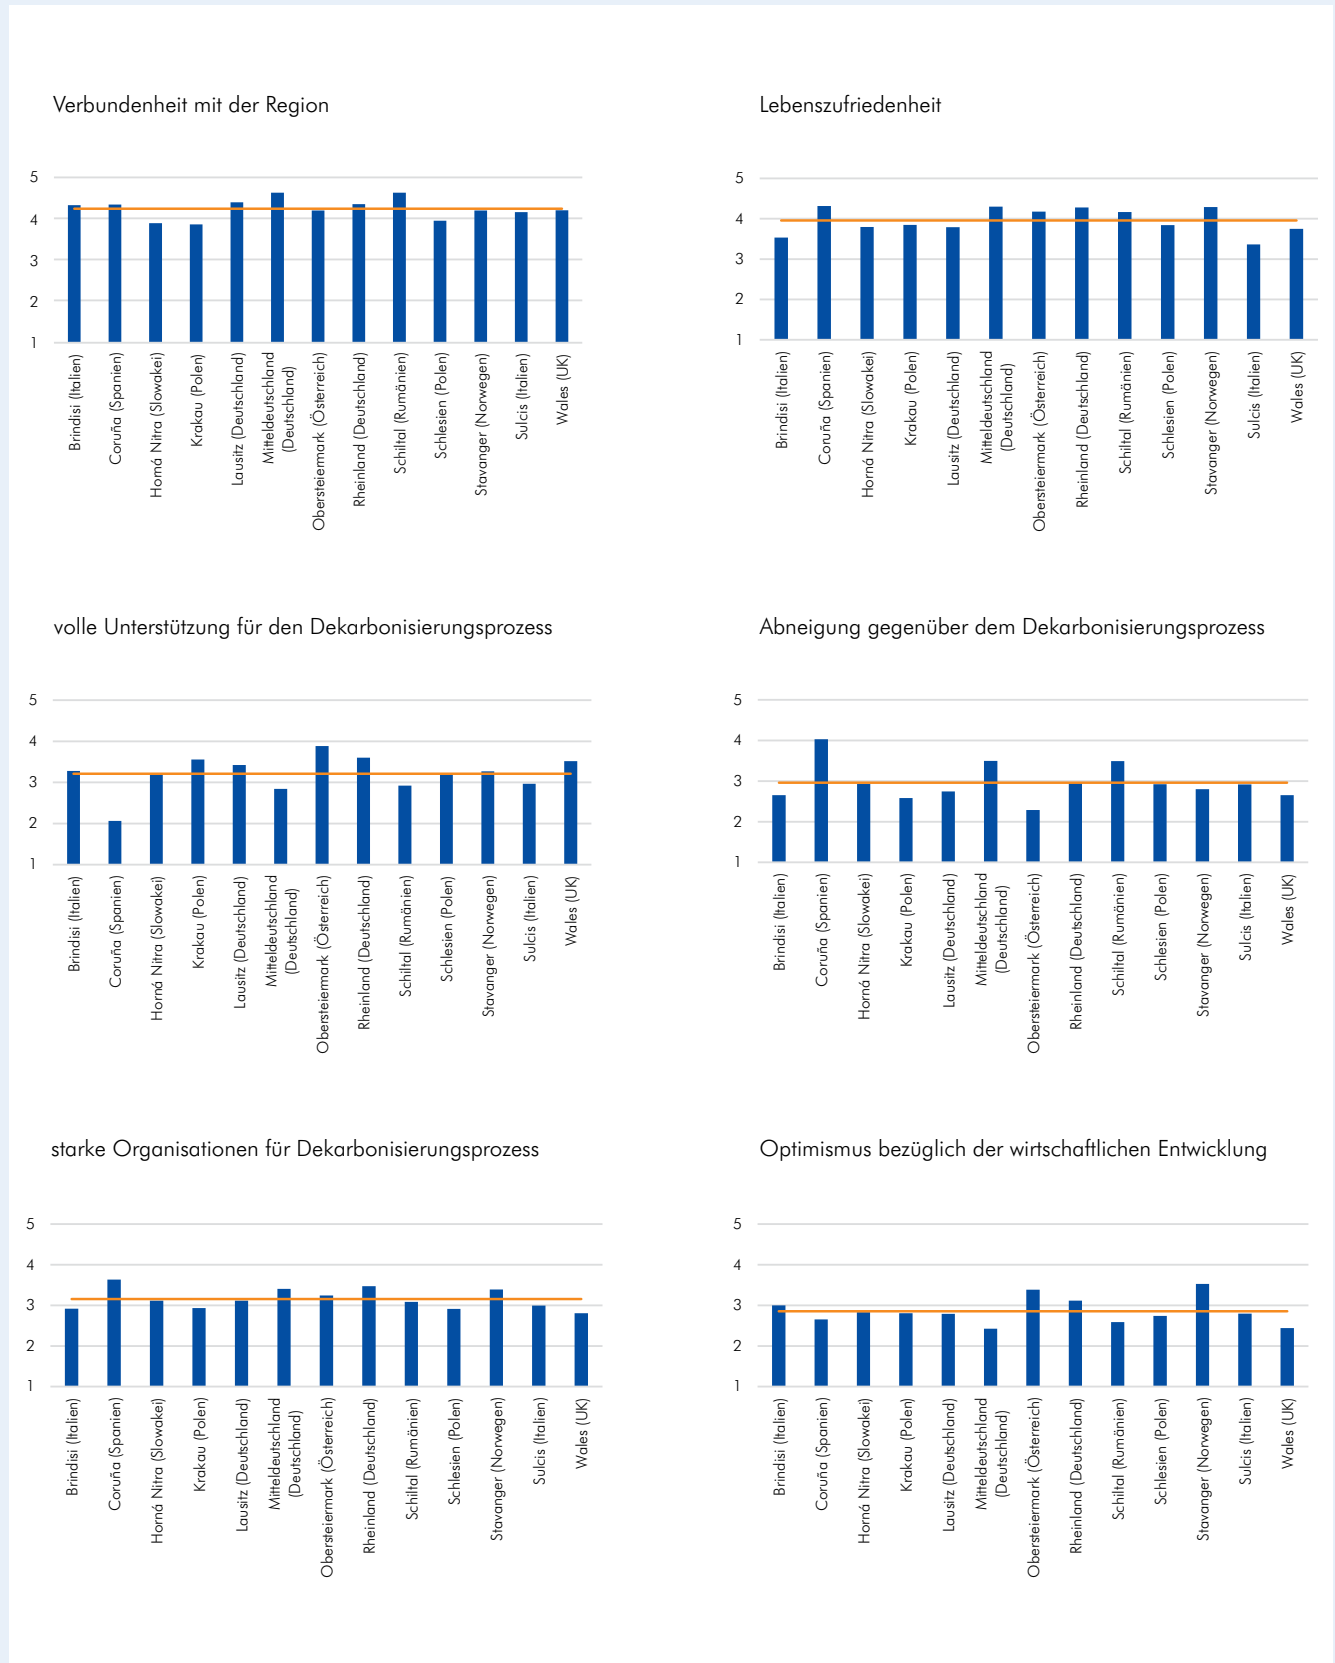 Verbundenheit mit der Region
5
4
3
2
1
Brindisi (Italien)
Coruña (Spanien)
Horná Nitra (Slowakei)
Krakau (Polen)
Lausitz (Deutschland)
Mitteldeutschland
(Deutschland)
Obersteiermark (Österreich)
Rheinland (Deutschland)
Schiltal (Rumänien)
Schlesien (Polen)
Stavanger (Norwegen)
Sulcis (Italien)
Wales (UK)
Lebenszufriedenheit
5
4
3
2
1
Brindisi (Italien)
Coruña (Spanien)
Horná Nitra (Slowakei)
Krakau (Polen)
Lausitz (Deutschland)
Mitteldeutschland
(Deutschland)
Obersteiermark (Österreich)
Rheinland (Deutschland)
Schiltal (Rumänien)
Schlesien (Polen)
Stavanger (Norwegen)
Sulcis (Italien)
Wales (UK)
volle Unterstützung für den Dekarbonisierungsprozess
5
4
3
2
1
Brindisi (Italien)
Coruña (Spanien)
Horná Nitra (Slowakei)
Krakau (Polen)
Lausitz (Deutschland)
Mitteldeutschland
(Deutschland)
Obersteiermark (Österreich)
Rheinland (Deutschland)
Schiltal (Rumänien)
Schlesien (Polen)
Stavanger (Norwegen)
Sulcis (Italien)
Wales (UK)
Abneigung gegenüber dem Dekarbonisierungsprozess
5
4
3
2
1
Brindisi (Italien)
Coruña (Spanien)
Horná Nitra (Slowakei)
Krakau (Polen)
Lausitz (Deutschland)
Mitteldeutschland
(Deutschland)
Obersteiermark (Österreich)
Rheinland (Deutschland)
Schiltal (Rumänien)
Schlesien (Polen)
Stavanger (Norwegen)
Sulcis (Italien)
Wales (UK)
starke Organisationen für Dekarbonisierungsprozess
5
4
3
2
1
Brindisi (Italien)
Coruña (Spanien)
Horná Nitra (Slowakei)
Krakau (Polen)
Lausitz (Deutschland)
Mitteldeutschland
(Deutschland)
Obersteiermark (Österreich)
Rheinland (Deutschland)
Schiltal (Rumänien)
Schlesien (Polen)
Stavanger (Norwegen)
Sulcis (Italien)
Wales (UK)
Optimismus bezüglich der wirtschaftlichen Entwicklung
5
4
3
2
1
Brindisi (Italien)
Coruña (Spanien)
Horná Nitra (Slowakei)
Krakau (Polen)
Lausitz (Deutschland)
Mitteldeutschland
(Deutschland)
Obersteiermark (Österreich)
Rheinland (Deutschland)
Schiltal (Rumänien)
Schlesien (Polen)
Stavanger (Norwegen)
Sulcis (Italien)
Wales (UK)